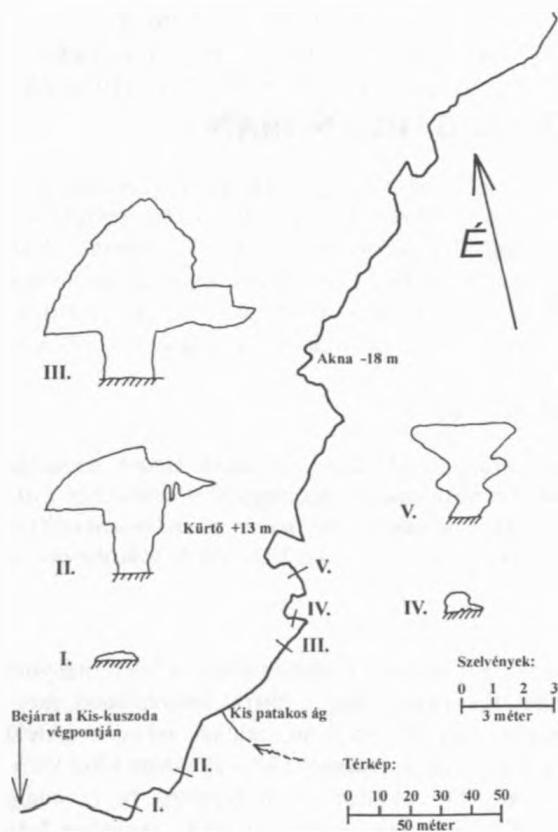 É
III.
Akna -18 m
II.
Kürtő +13 m
V.
V.
IV.
IV.
III.
I.
Szelvények:
0 1 2 3
3 méter
Bejárat a Kis-kuszoda
végpontján
Kis patakos ág
Térkép:
II.
I.
0 10 20 30 40 50
50 méter